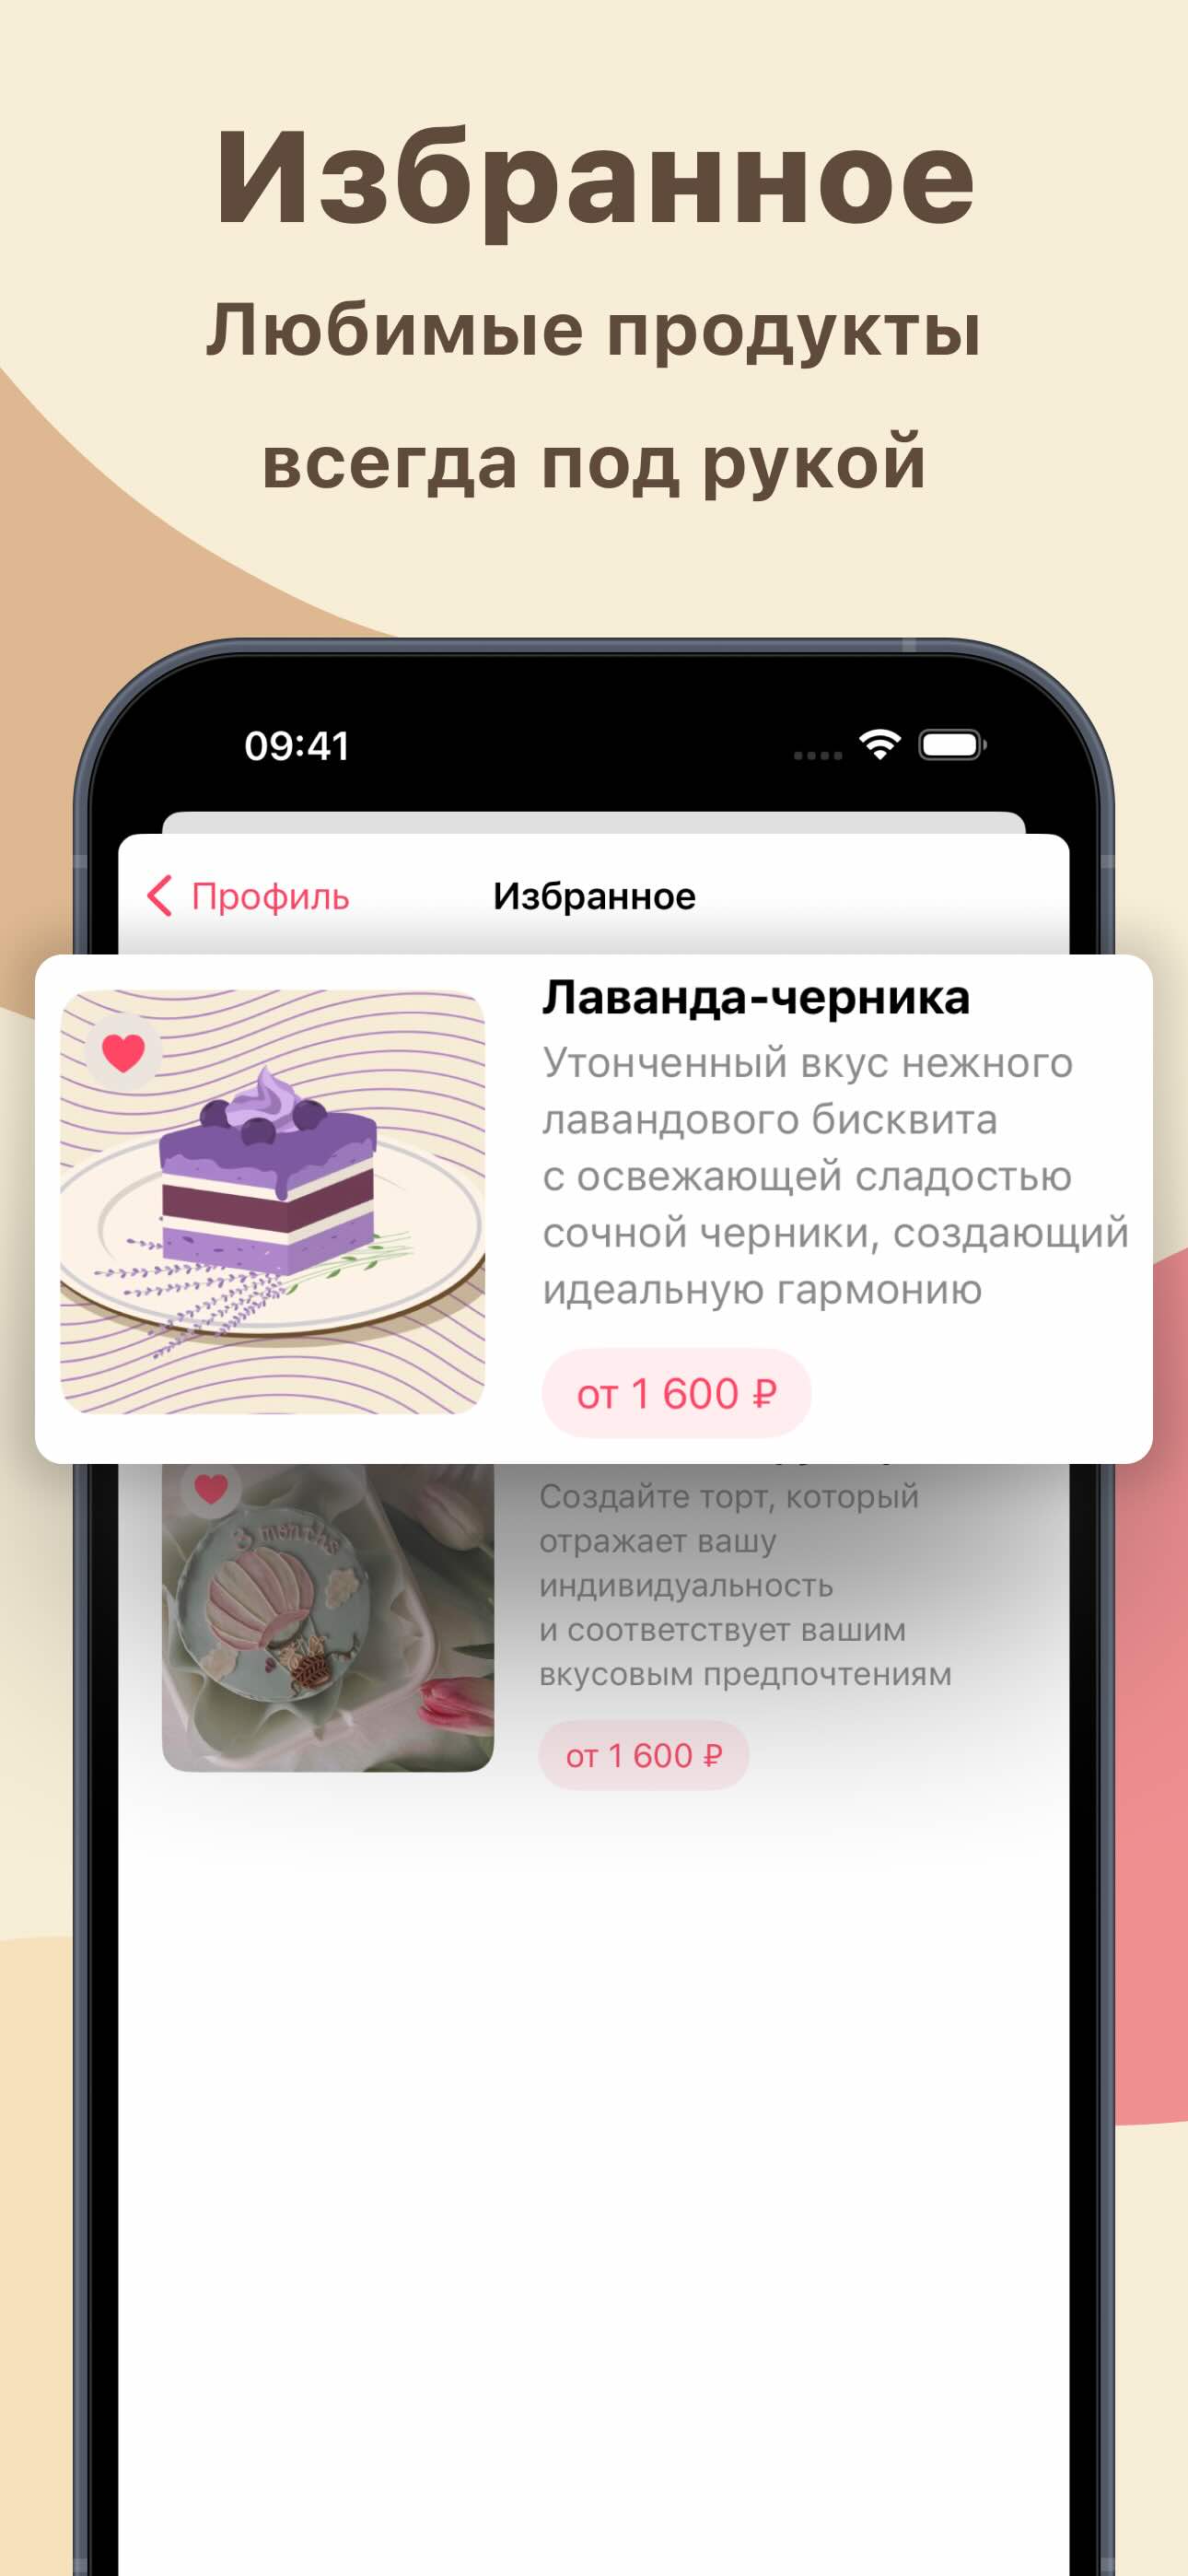 Избранное
Любимые продукты
всегда под рукой
09:41
Профиль
Избранное
Лаванда-черника
Утонченный вкус нежного
лавандового бисквита
с освежающей сладостью
сочной черники, создающий
идеальную гармонию
от 1 600 ₽
3 months
Создайте торт, который
отражает вашу
индивидуальность
и соответствует вашим
вкусовым предпочтениям
от 1 600 ₽